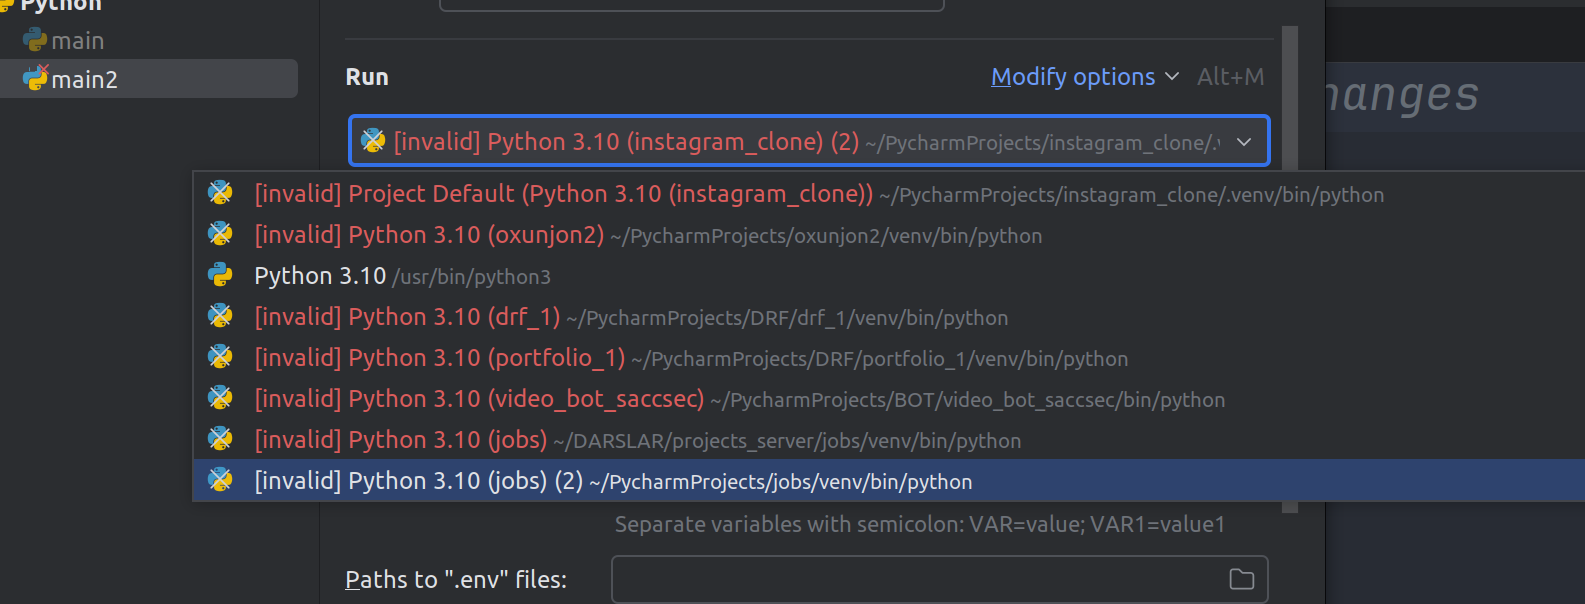 Python
main
main2
Run Modify options Alt+M
[invalid] Python 3.10 (instagram_clone) (2) ~/PycharmProjects/instagram_clone/.
[invalid] Project Default (Python 3.10 (instagram_clone)) ~/PycharmProjects/instagram_clone/.venv/bin/python
[invalid] Python 3.10 (oxunjon2) ~/PycharmProjects/oxunjon2/venv/bin/python
Python 3.10 /usr/bin/python3
[invalid] Python 3.10 (drf_1) ~/PycharmProjects/DRF/drf_1/venv/bin/python
[invalid] Python 3.10 (portfolio_1) ~/PycharmProjects/DRF/portfolio_1/venv/bin/python
[invalid] Python 3.10 (video_bot_saccsec) ~/PycharmProjects/BOT/video_bot_saccsec/bin/python
[invalid] Python 3.10 (jobs) ~/DARSLAR/projects_server/jobs/venv/bin/python
[invalid] Python 3.10 (jobs) (2) ~/PycharmProjects/jobs/venv/bin/python
Separate variables with semicolon: VAR=value; VAR1=value1
Paths to ".env" files:
hanges